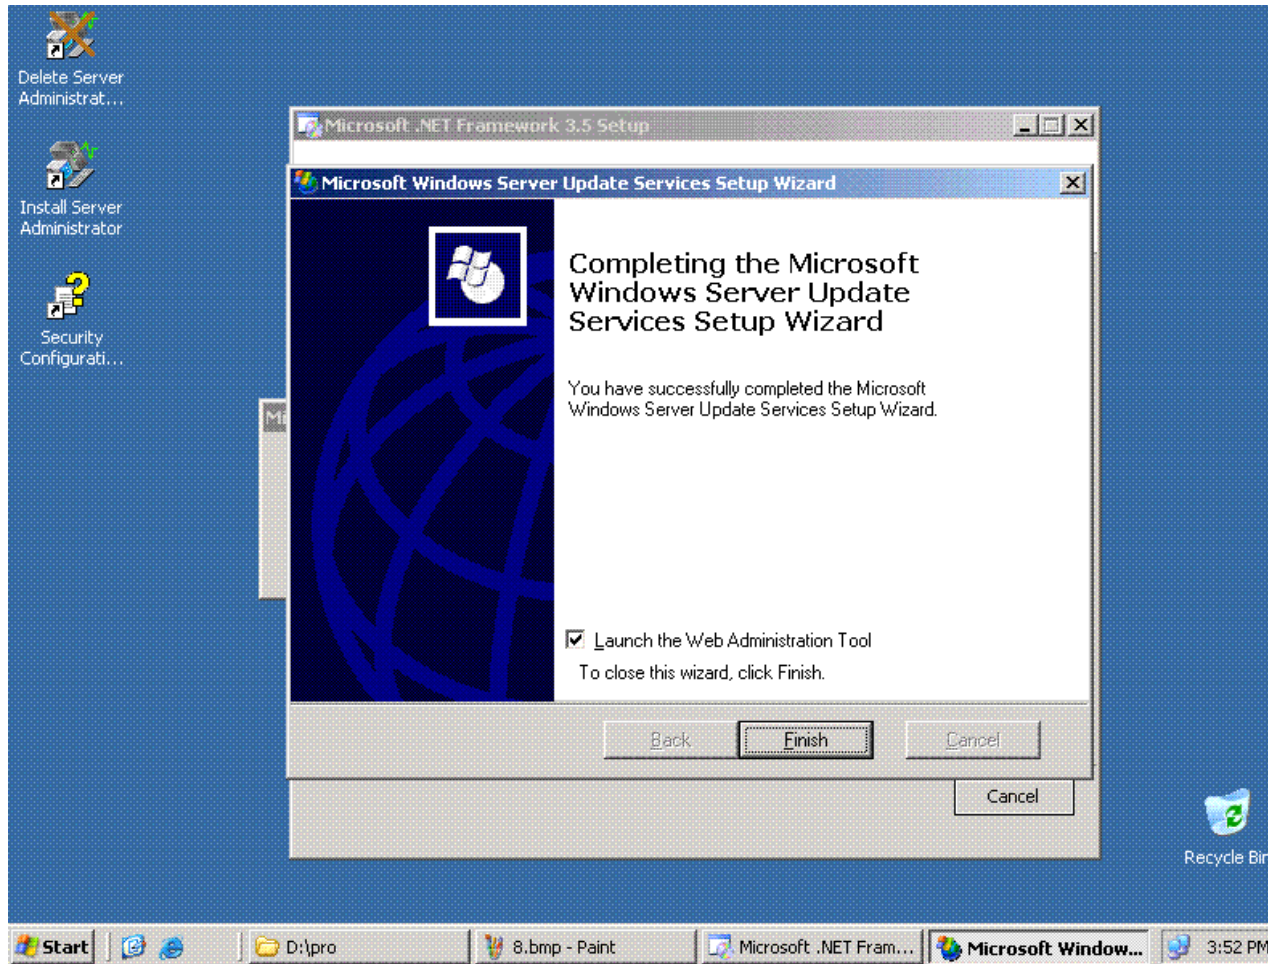 Delete Server
Administrat...
Install Server
Administrator
Security
Configurati...
Microsoft .NET Framework 3.5 Setup
Microsoft Windows Server Update Services Setup Wizard
Completing the Microsoft
Windows Server Update
Services Setup Wizard
You have successfully completed the Microsoft
Windows Server Update Services Setup Wizard.
Mi
Launch the Web Administration Tool
To close this wizard, click Finish.
Back
Finish
Cancel
Cancel
Recycle Bin
Start
D:\pro
8.bmp - Paint
Microsoft .NET Fram...
Microsoft Window...
3:52 PM